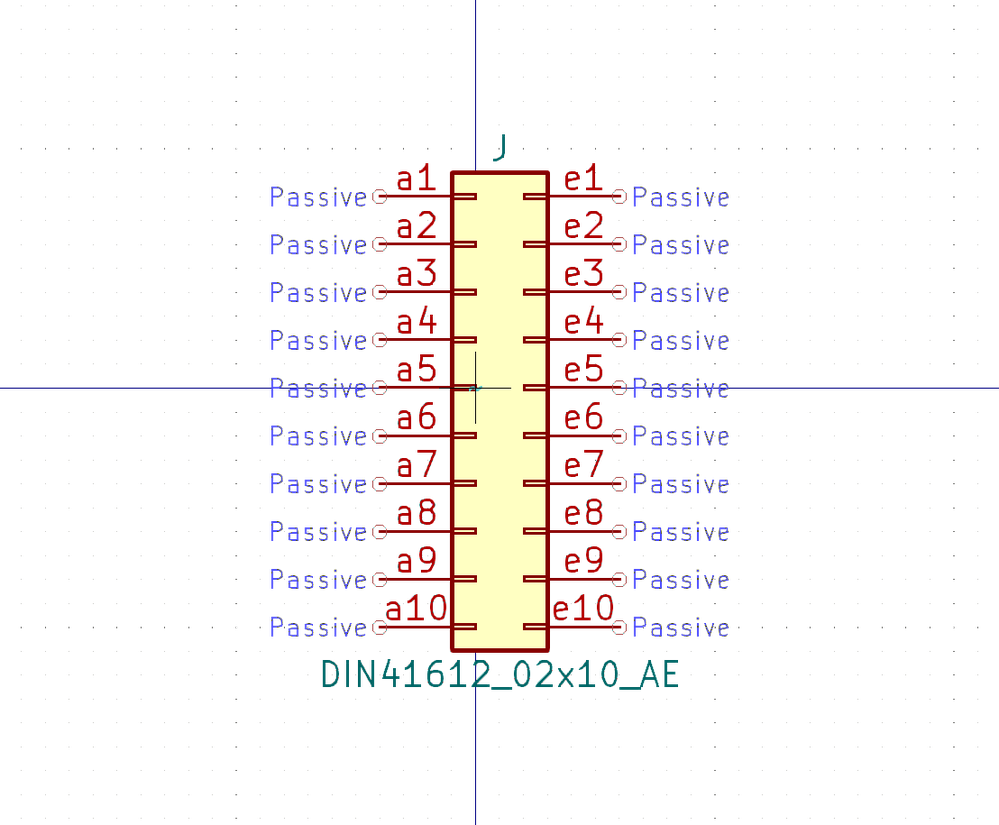 J
Passive a1 e1 Passive
Passive a2 e2 Passive
Passive a3 e3 Passive
Passive a4 e4 Passive
Passive a5 e5 Passive
Passive a6 e6 Passive
Passive a7 e7 Passive
Passive a8 e8 Passive
Passive a9 e9 Passive
Passive a10 e10 Passive
DIN41612_02x10_AE